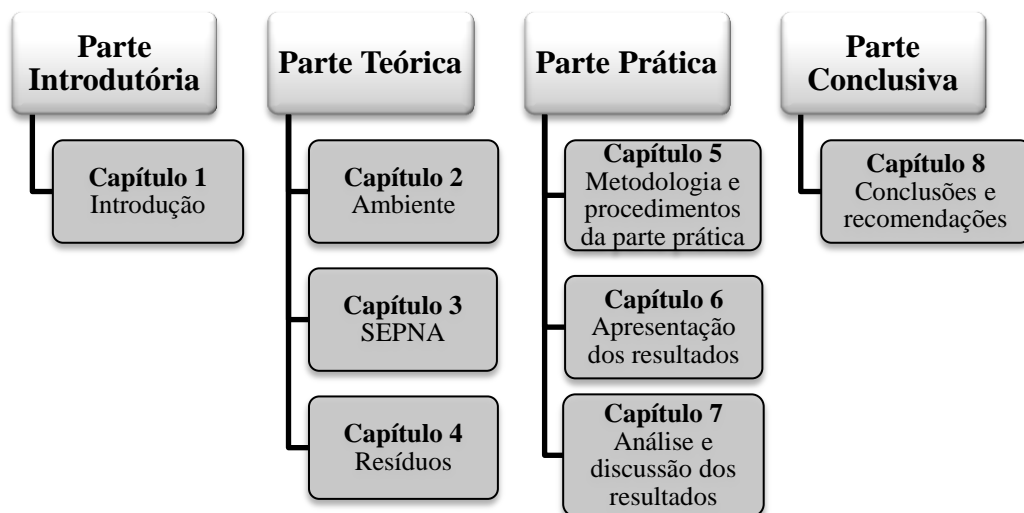 Parte
Introdutória
Capítulo 1
Introdução
Parte Teórica
Capítulo 2
Ambiente
Capítulo 3
SEPNA
Capítulo 4
Resíduos
Parte Prática
Capítulo 5
Metodologia e
procedimentos
da parte prática
Capítulo 6
Apresentação
dos resultados
Capítulo 7
Análise e
discussão dos
resultados
Parte
Conclusiva
Capítulo 8
Conclusões e
recomendações